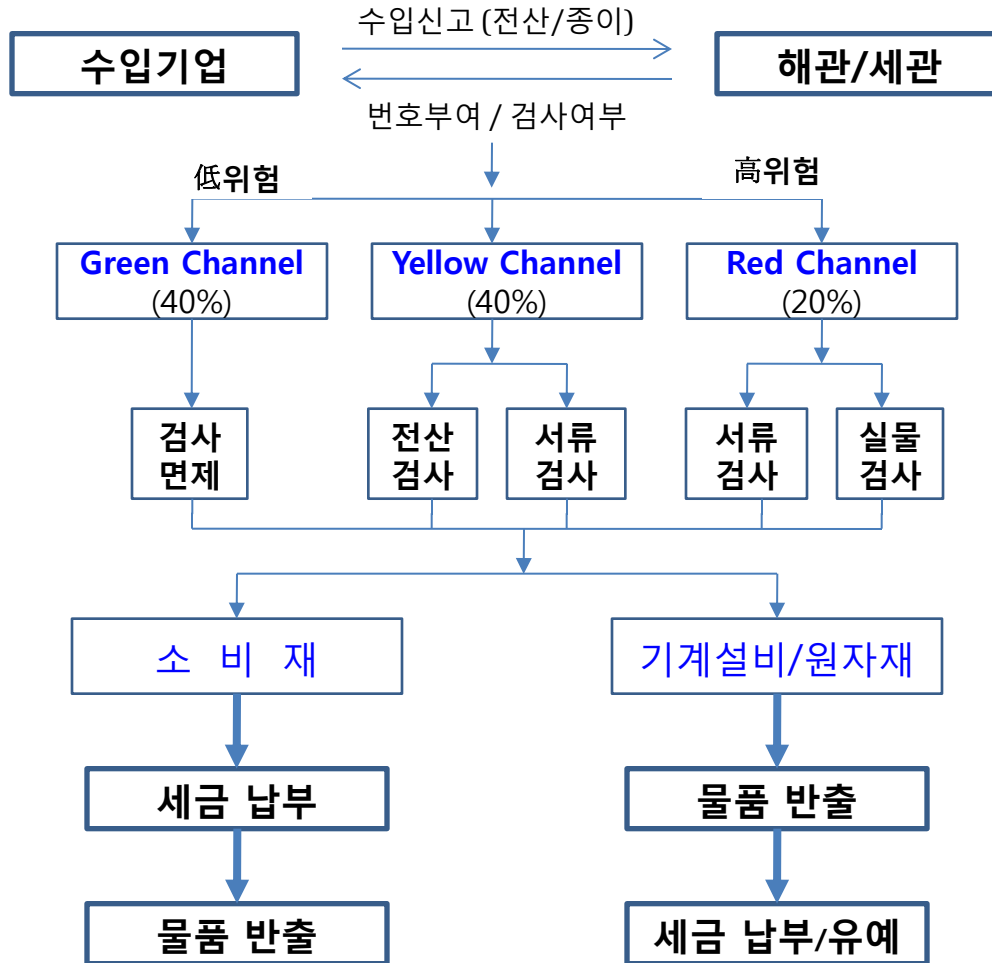 수입신고 (전산/종이)
수입기업
해관/세관
번호부여 / 검사여부
低위험
高위험
Green Channel
(40%)
Yellow Channel
(40%)
Red Channel
(20%)
검사
면제
전산
검사
서류
검사
서류
검사
실물
검사
소 비 재
기계설비/원자재
세금 납부
물품 반출
물품 반출
세금 납부/유예